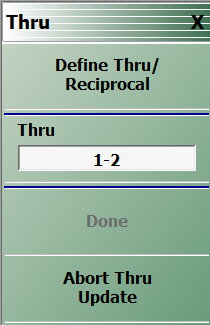 Thru X
Define Thru/
Reciprocal
Thru
1-2
Done
Abort Thru
Update